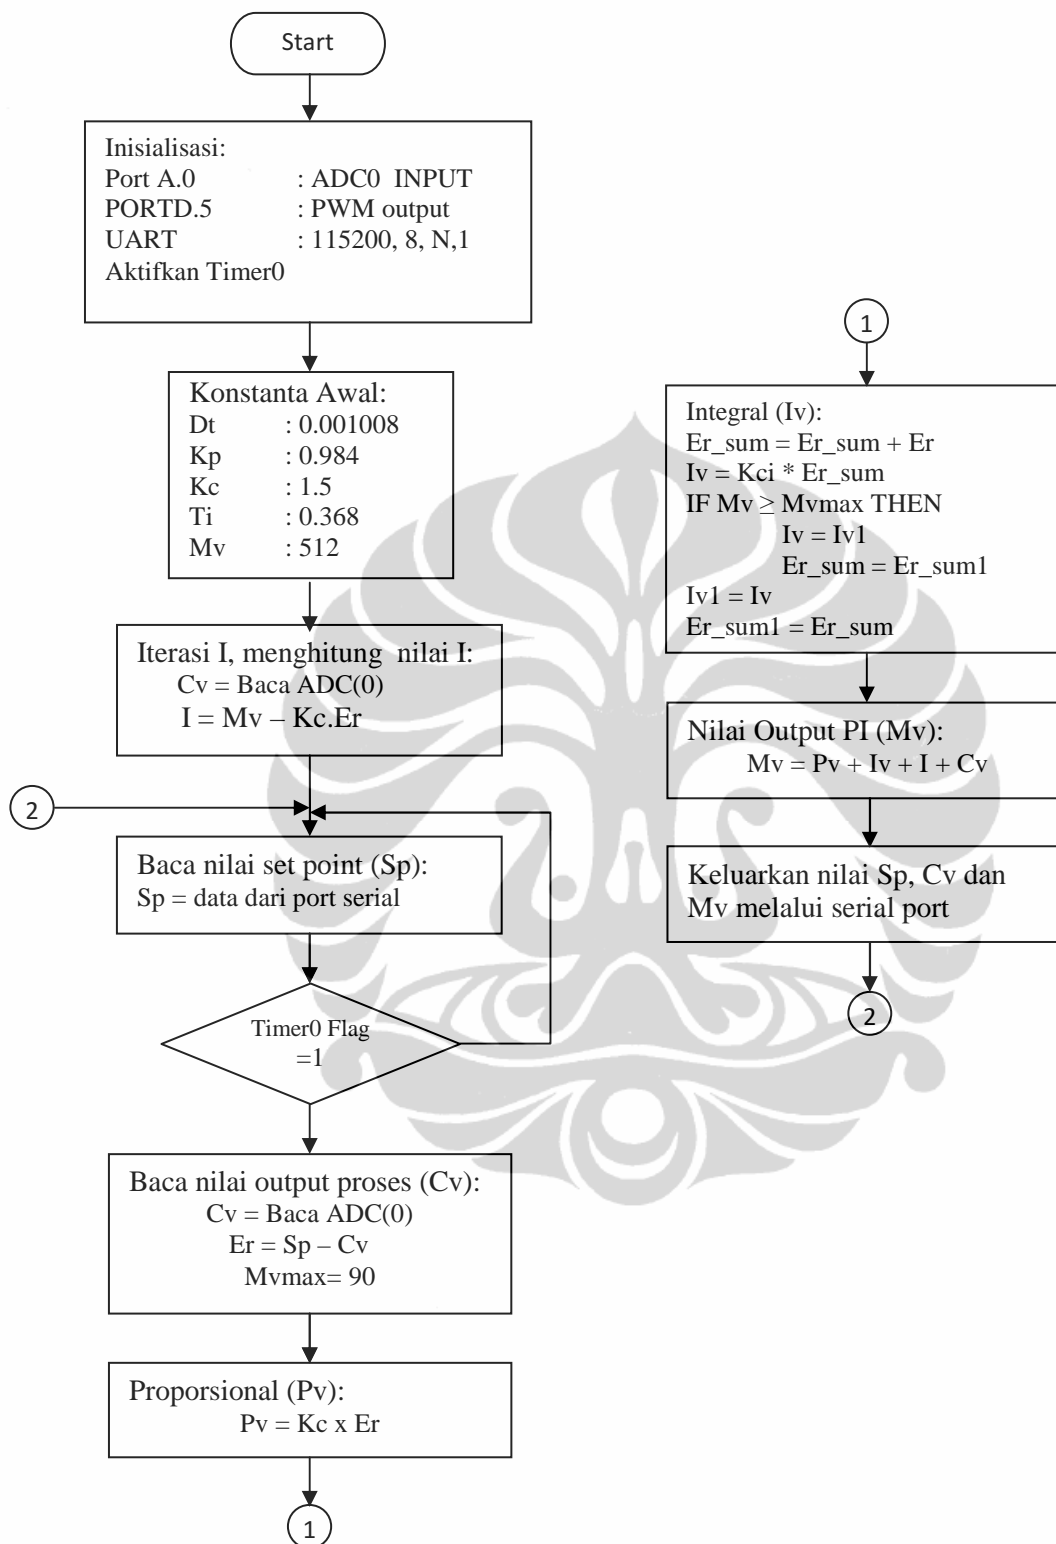 Start
Inisialisasi:
Port A.0 : ADC0 INPUT
PORTD.5 : PWM output
UART : 115200, 8, N,1
Aktifkan Timer0
Konstanta Awal:
Dt : 0.001008
Kp : 0.984
Kc : 1.5
Ti : 0.368
Mv : 512
Iterasi I, menghitung nilai I:
Cv = Baca ADC(0)
I = Mv – Kc.Er
2
Baca nilai set point (Sp):
Sp = data dari port serial
Timer0 Flag
=1
Baca nilai output proses (Cv):
Cv = Baca ADC(0)
Er = Sp – Cv
Mvmax= 90
Proporsional (Pv):
Pv = Kc x Er
1
1
Integral (Iv):
Er_sum = Er_sum + Er
Iv = Kci * Er_sum
IF Mv ≥ Mvmax THEN
Iv = Iv1
Er_sum = Er_sum1
Iv1 = Iv
Er_sum1 = Er_sum
Nilai Output PI (Mv):
Mv = Pv + Iv + I + Cv
Keluarkan nilai Sp, Cv dan
Mv melalui serial port
2